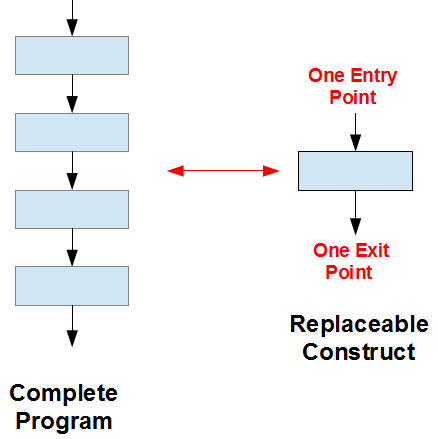 One Entry
Point
One Exit
Point
Replaceable
Construct
Complete
Program